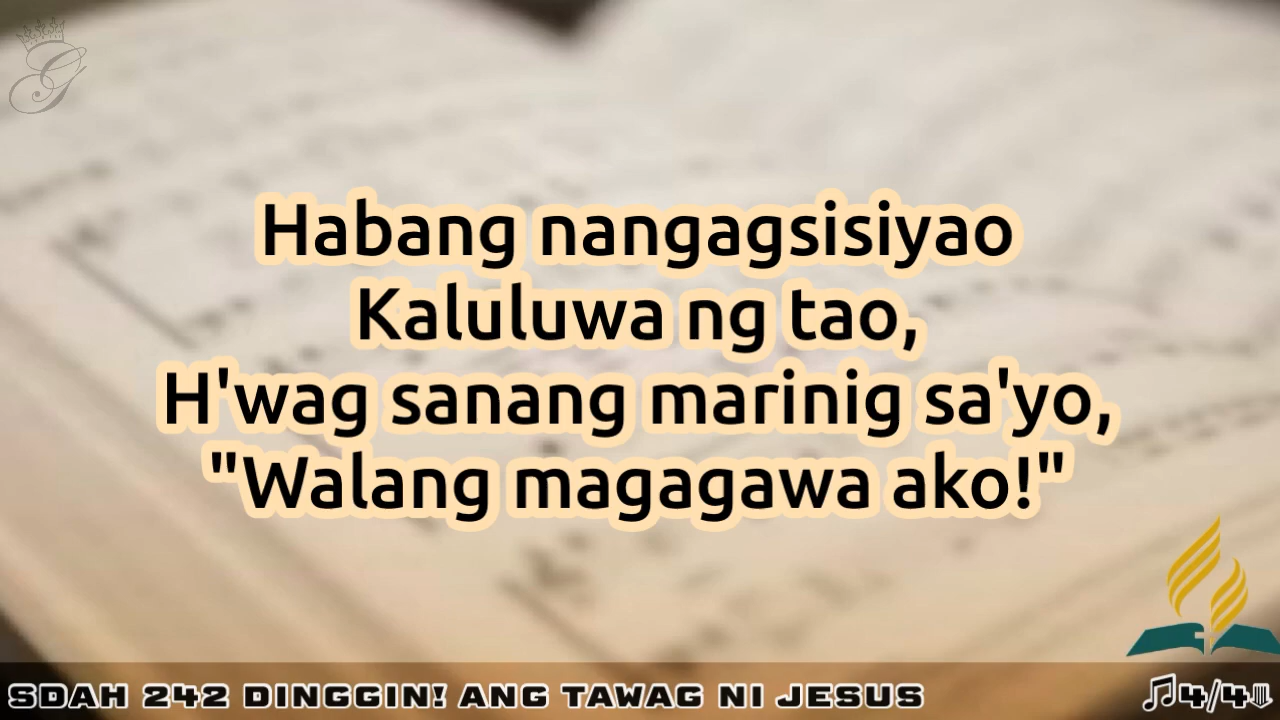 Habang nangagsisiyao
Kaluluwa ng tao,
H'wag sanang marinig sa'yo,
"Walang magagawa ako!"
SDAH 242 DINGGIN! ANG TAWAG NI JESUS
4/4